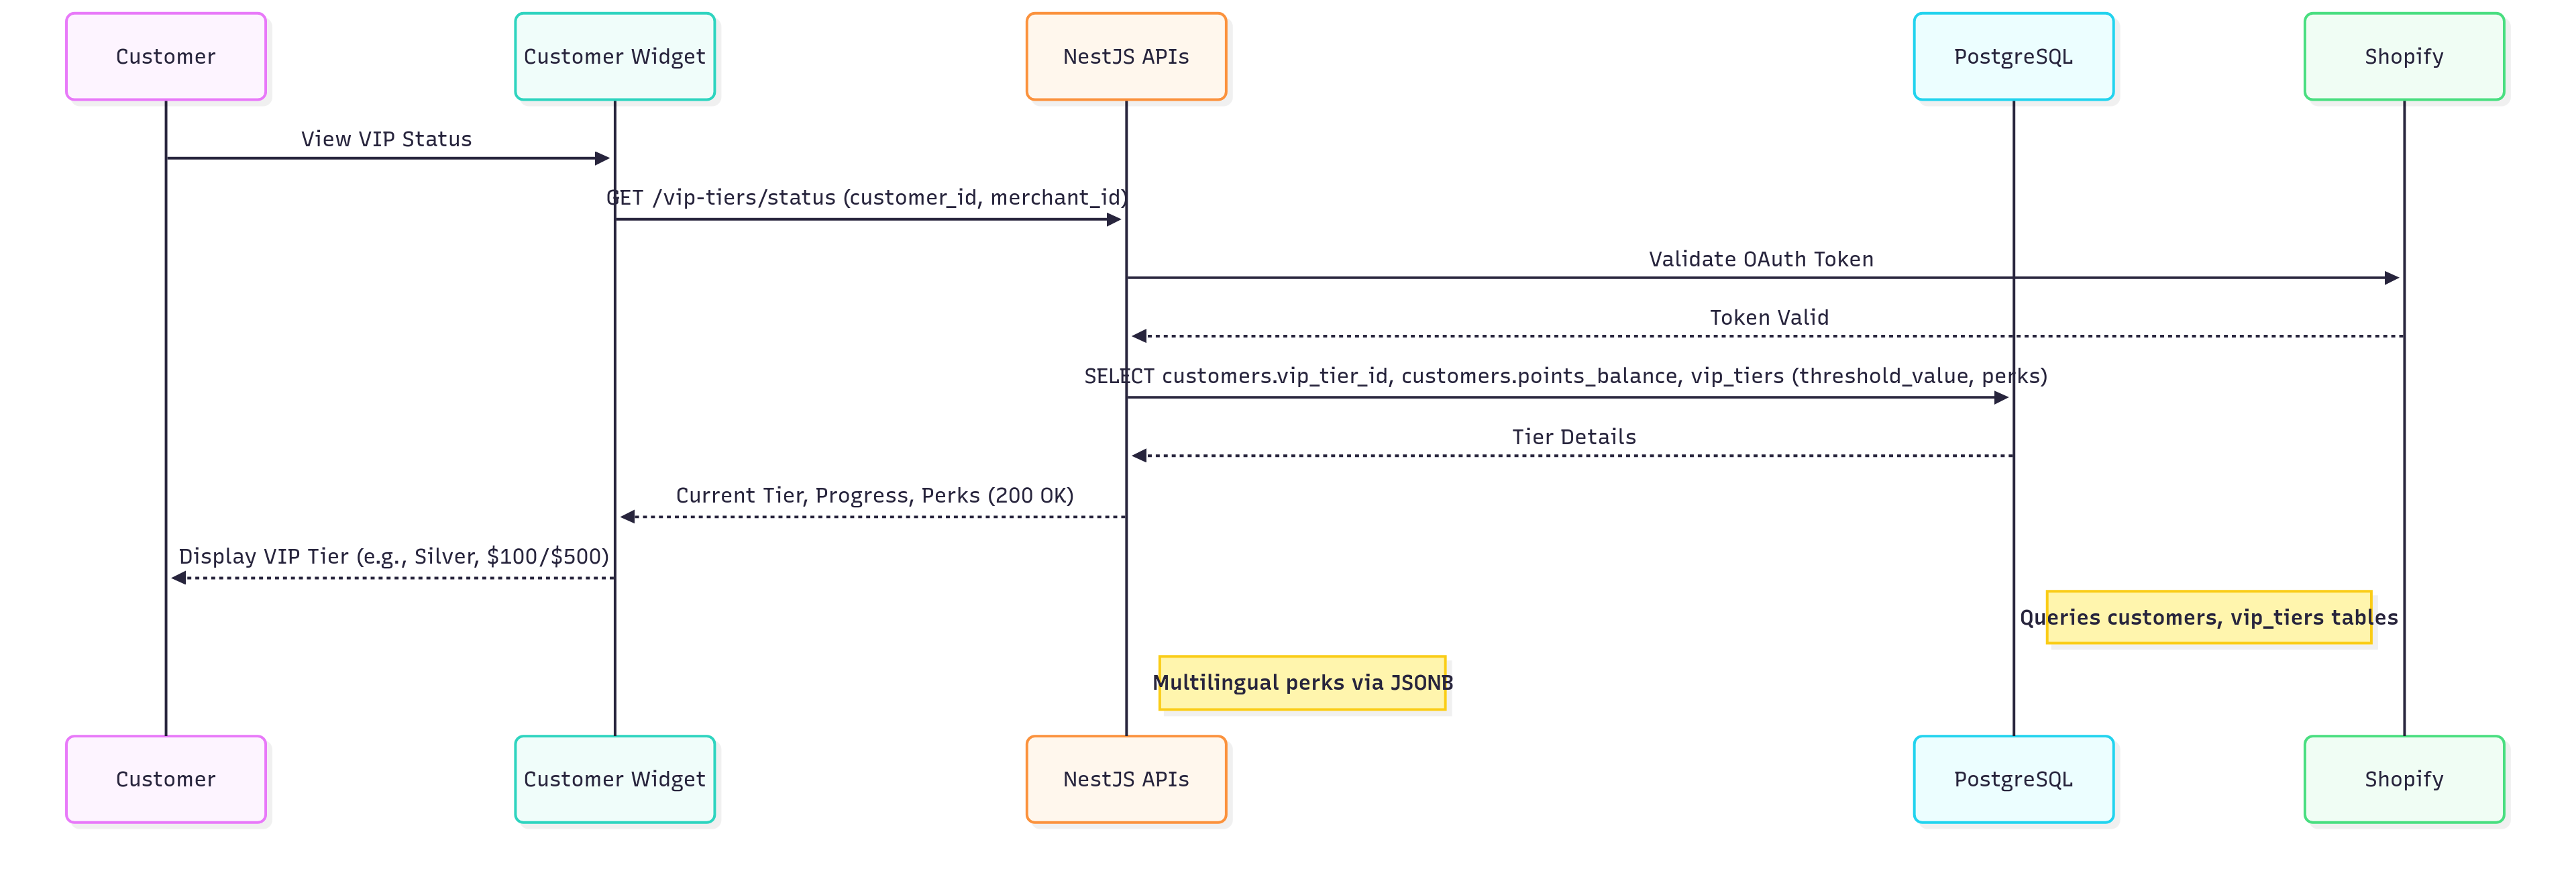 Customer
Customer Widget
NestJS APIs
PostgreSQL
Shopify
View VIP Status
GET /vip-tiers/status (customer_id, merchant_id)
Validate OAuth Token
Token Valid
SELECT customers.vip_tier_id, customers.points_balance, vip_tiers (threshold_value, perks)
Tier Details
Current Tier, Progress, Perks (200 OK)
Display VIP Tier (e.g., Silver, $100/$500)
Queries customers, vip_tiers tables
Multilingual perks via JSONB
Customer
Customer Widget
NestJS APIs
PostgreSQL
Shopify